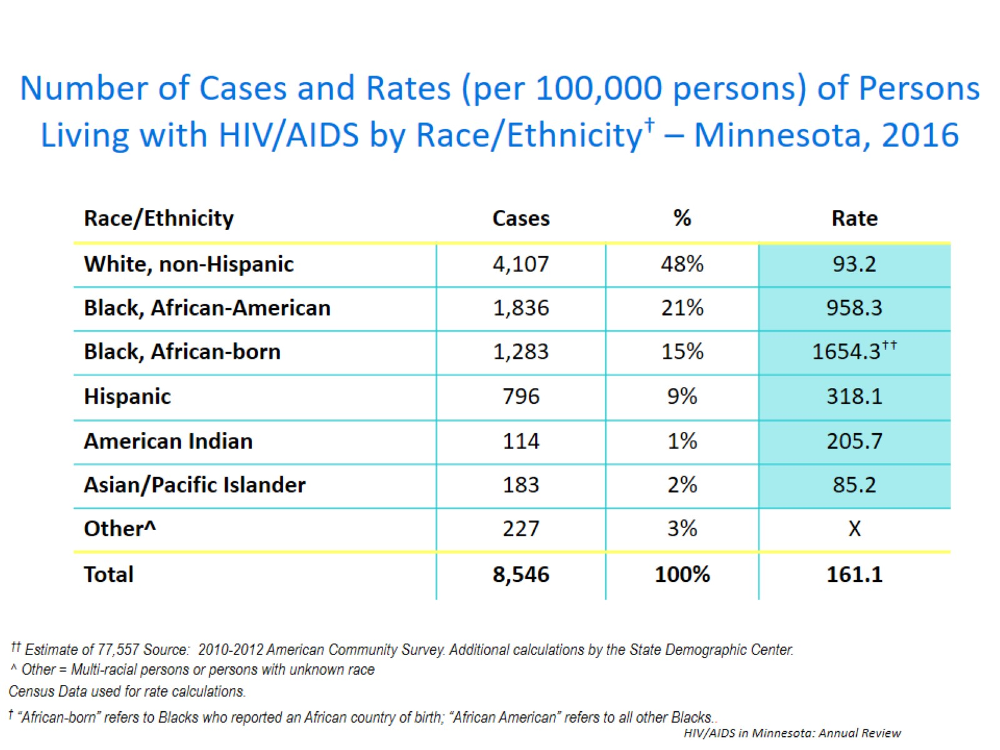 Number of Cases and Rates (per 100,000 persons) of Persons
Living with HIV/AIDS by Race/Ethnicity† – Minnesota, 2016
Race/Ethnicity Cases % Rate
White, non-Hispanic 4,107 48% 93.2
Black, African-American 1,836 21% 958.3
Black, African-born 1,283 15% 1654.3††
Hispanic 796 9% 318.1
American Indian 114 1% 205.7
Asian/Pacific Islander 183 2% 85.2
Other^ 227 3% X
Total 8,546 100% 161.1
†† Estimate of 77,557 Source: 2010-2012 American Community Survey. Additional calculations by the State Demographic Center.
^ Other = Multi-racial persons or persons with unknown race
Census Data used for rate calculations.
† “African-born” refers to Blacks who reported an African country of birth; “African American” refers to all other Blacks..
HIV/AIDS in Minnesota: Annual Review